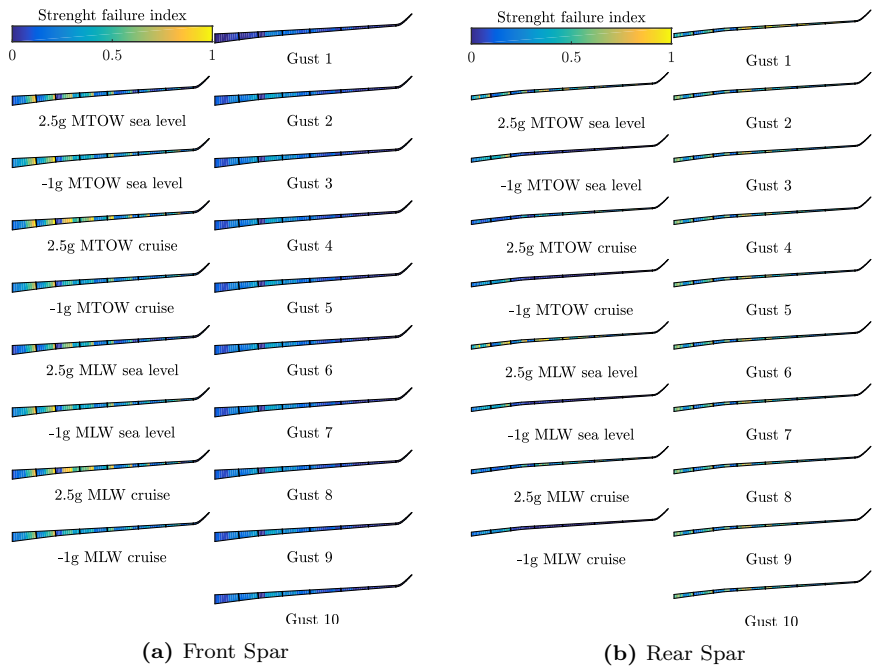 Strenght failure index
0 0.5 1
Gust 1
2.5g MTOW sea level
Gust 2
-1g MTOW sea level
Gust 3
2.5g MTOW cruise
Gust 4
-1g MTOW cruise
Gust 5
2.5g MLW sea level
Gust 6
-1g MLW sea level
Gust 7
2.5g MLW cruise
Gust 8
-1g MLW cruise
Gust 9
Gust 10
(a) Front Spar
Strenght failure index
0 0.5 1
Gust 1
2.5g MTOW sea level
Gust 2
-1g MTOW sea level
Gust 3
2.5g MTOW cruise
Gust 4
-1g MTOW cruise
Gust 5
2.5g MLW sea level
Gust 6
-1g MLW sea level
Gust 7
2.5g MLW cruise
Gust 8
-1g MLW cruise
Gust 9
Gust 10
(b) Rear Spar